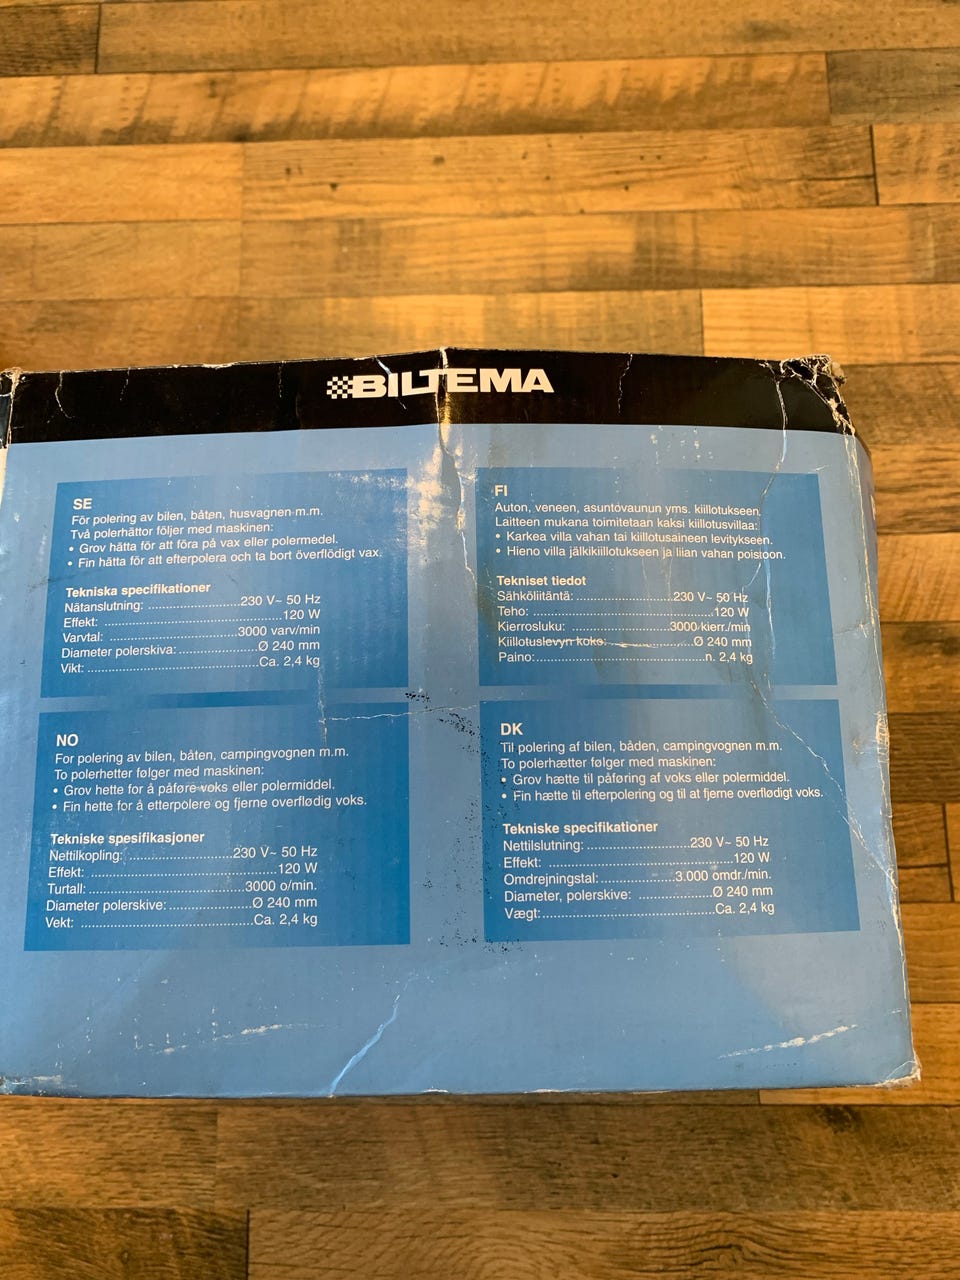 BILTEMA
SE
För polering av bilen, båten, husvagnen m.m.
Två polerhättor följer med maskinen:
• Grov hätta för att föra på vax eller polermedel.
• Fin hätta för att efterpolera och ta bort överflödigt vax.
Tekniska specifikationer
Nätanslutning: ........................230 V~ 50 Hz
Effekt: ..................................................120 W
Varvtal: ...................................3000 varv/min
Diameter polerskiva:......................Ø 240 mm
Vikt: ..............................................Ca. 2,4 kg
FI
Auton, veneen, asuntovaunun yms. kiillotukseen.
Laitteen mukana toimitetaan kaksi kiillotusvillaa:
• Karkea villa vahan tai kiillotusaineen levitykseen.
• Hieno villa jälkikiillotukseen ja liian vahan poistoon.
Tekniset tiedot
Sähköliitäntä:..........................230 V~ 50 Hz
Teho: ..................................................120 W
Kierrosluku: ...........................3000 kierr./min
Kiillotuslevyn koko:........................Ø 240 mm
Paino:..............................................n. 2,4 kg
NO
For polering av bilen, båten, campingvognen m.m.
To polerhetter følger med maskinen:
• Grov hette for å påføre voks eller polermiddel.
• Fin hette for å etterpolere og fjerne overflødig voks.
Tekniske spesifikasjoner
Nettilkopling: ............................230 V~ 50 Hz
Effekt: ...................................................120 W
Turtall:..........................................3000 o/min.
Diameter polerskive:.......................Ø 240 mm
Vekt: ..............................................Ca. 2,4 kg
DK
Til polering af bilen, båden, campingvognen m.m.
To polerhætter følger med maskinen:
• Grov hætte til påføring af voks eller polermiddel.
• Fin hætte til efterpolering og til at fjerne overflødigt voks.
Tekniske specifikationer
Nettilslutning:............................230 V~ 50 Hz
Effekt: ...................................................120 W
Omdrejningstal:....................3.000 omdr./min.
Diameter, polerskive: .....................Ø 240 mm
Vægt:..............................................Ca. 2,4 kg